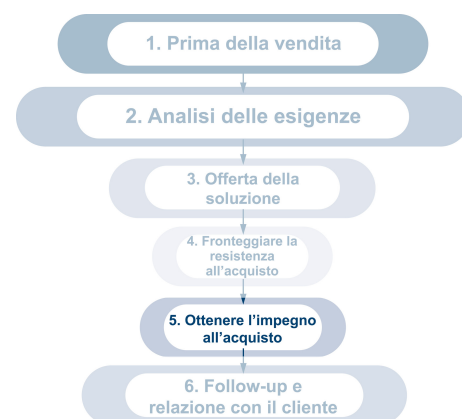 1. Prima della vendita
2. Analisi delle esigenze
3. Offerta della
soluzione
4. Fronteggiare la
resistenza
all'acquisto
5. Ottenere l'impegno
all'acquisto
6. Follow-up e
relazione con il cliente